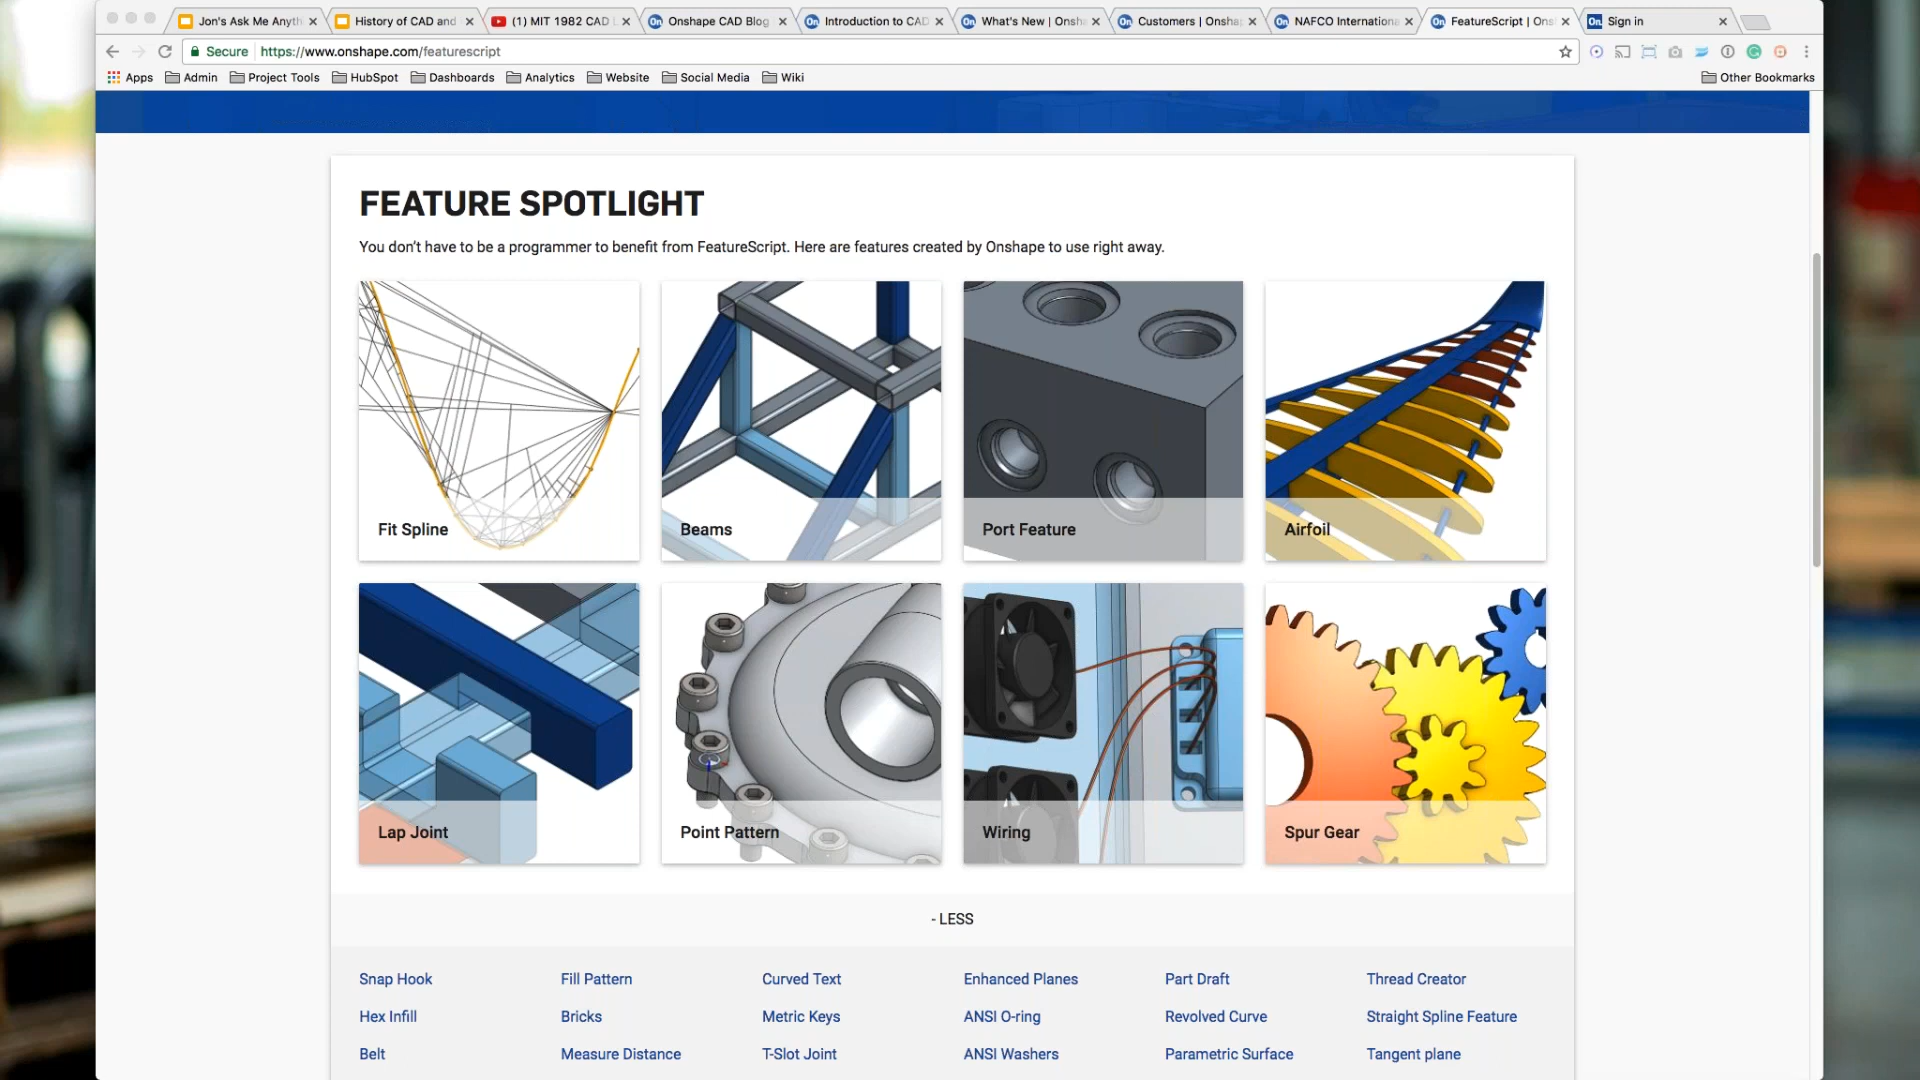 Jon's Ask Me Anyth
History of CAD and
(1) MIT 1982 CAD L
Onshape CAD Blog
Introduction to CAD
What's New | Onsha
Customers | Onshap
NAFCO Internationa
FeatureScript | Ons
Sign in
Secure
https://www.onshape.com/featurescript
Apps
Admin
Project Tools
HubSpot
Dashboards
Analytics
Website
Social Media
Wiki
Other Bookmarks
FEATURE SPOTLIGHT
You don't have to be a programmer to benefit from FeatureScript. Here are features created by Onshape to use right away.
Fit Spline
Beams
Port Feature
Airfoil
Lap Joint
Point Pattern
Wiring
Spur Gear
- LESS
Snap Hook
Fill Pattern
Curved Text
Enhanced Planes
Part Draft
Thread Creator
Hex Infill
Bricks
Metric Keys
ANSI O-ring
Revolved Curve
Straight Spline Feature
Belt
Measure Distance
T-Slot Joint
ANSI Washers
Parametric Surface
Tangent plane